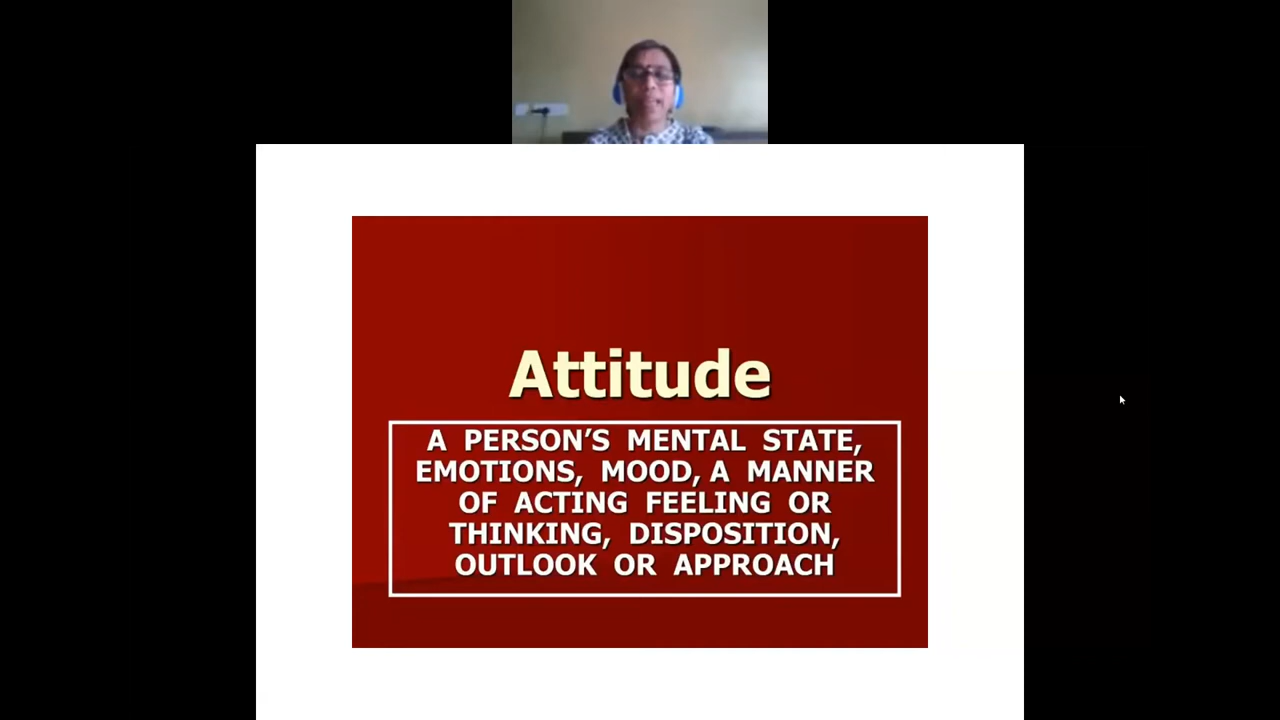 Attitude
A PERSON’S MENTAL STATE,
EMOTIONS, MOOD, A MANNER
OF ACTING FEELING OR
THINKING, DISPOSITION,
OUTLOOK OR APPROACH